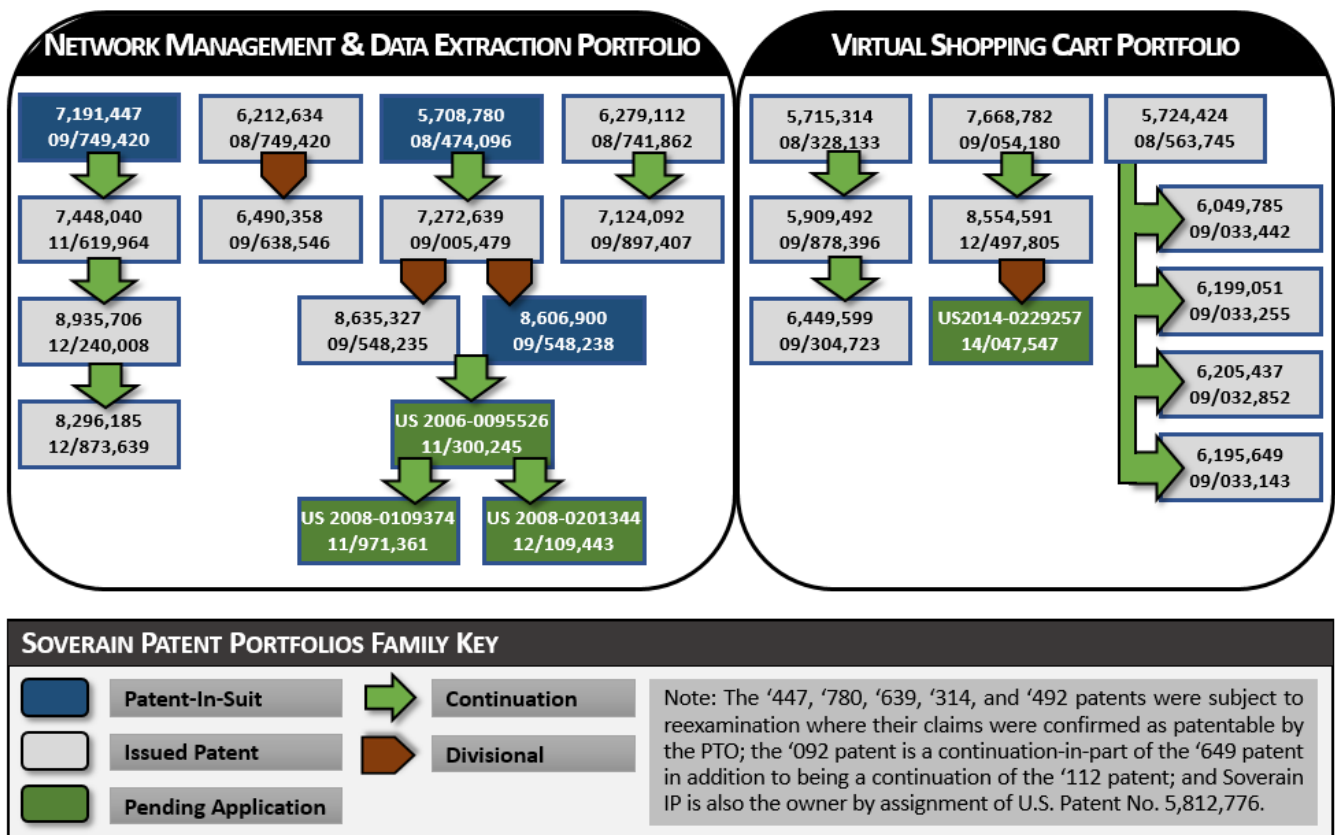 NETWORK MANAGEMENT & DATA EXTRACTION PORTFOLIO
7,191,447
09/749,420
6,212,634
08/749,420
5,708,780
08/474,096
6,279,112
08/741,862
7,448,040
11/619,964
6,490,358
09/638,546
7,272,639
09/005,479
7,124,092
09/897,407
8,935,706
12/240,008
8,635,327
09/548,235
8,606,900
09/548,238
8,296,185
12/873,639
US 2006-0095526
11/300,245
US 2008-0109374
11/971,361
US 2008-0201344
12/109,443
VIRTUAL SHOPPING CART PORTFOLIO
5,715,314
08/328,133
7,668,782
09/054,180
5,724,424
08/563,745
5,909,492
09/878,396
8,554,591
12/497,805
6,049,785
09/033,442
6,199,051
09/033,255
6,449,599
09/304,723
US2014-0229257
14/047,547
6,205,437
09/032,852
6,195,649
09/033,143
SOVERAIN PATENT PORTFOLIOS FAMILY KEY
Patent-In-Suit
Issued Patent
Pending Application
Continuation
Divisional
Note: The ‘447, ‘780, ‘639, ‘314, and ‘492 patents were subject to
reexamination where their claims were confirmed as patentable by
the PTO; the ‘092 patent is a continuation-in-part of the ‘649 patent
in addition to being a continuation of the ‘112 patent; and Soverain
IP is also the owner by assignment of U.S. Patent No. 5,812,776.